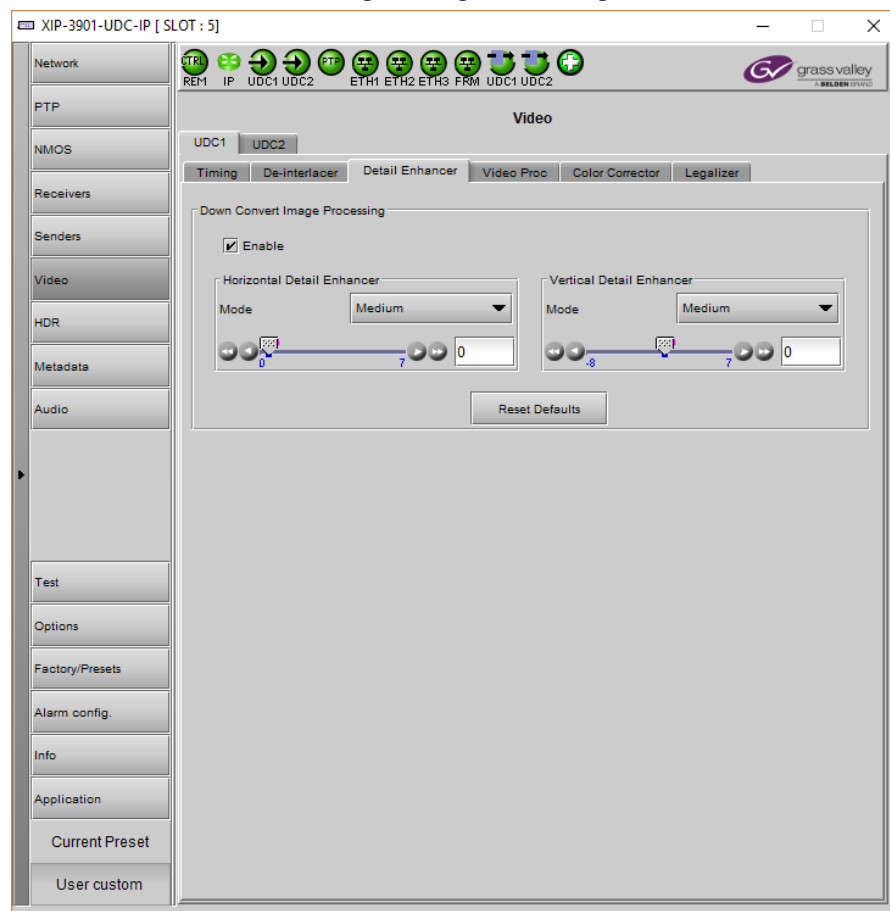 XIP-3901-UDC-IP [ SLOT : 5]
Network
PTP
NMOS
Receivers
Senders
Video
HDR
Metadata
Audio
Test
Options
Factory/Presets
Alarm config.
Info
Application
Current Preset
User custom
CTRL PTP
REM IP UDC1 UDC2 ETH1 ETH2 ETH3 FRM UDC1 UDC2
GV grass valley
A BELDEN BRAND
Video
UDC1 UDC2
Timing De-interlacer Detail Enhancer Video Proc Color Corrector Legalizer
Down Convert Image Processing
Enable
Horizontal Detail Enhancer
Mode Medium
0 7 0
Vertical Detail Enhancer
Mode Medium
-8 7 0
Reset Defaults